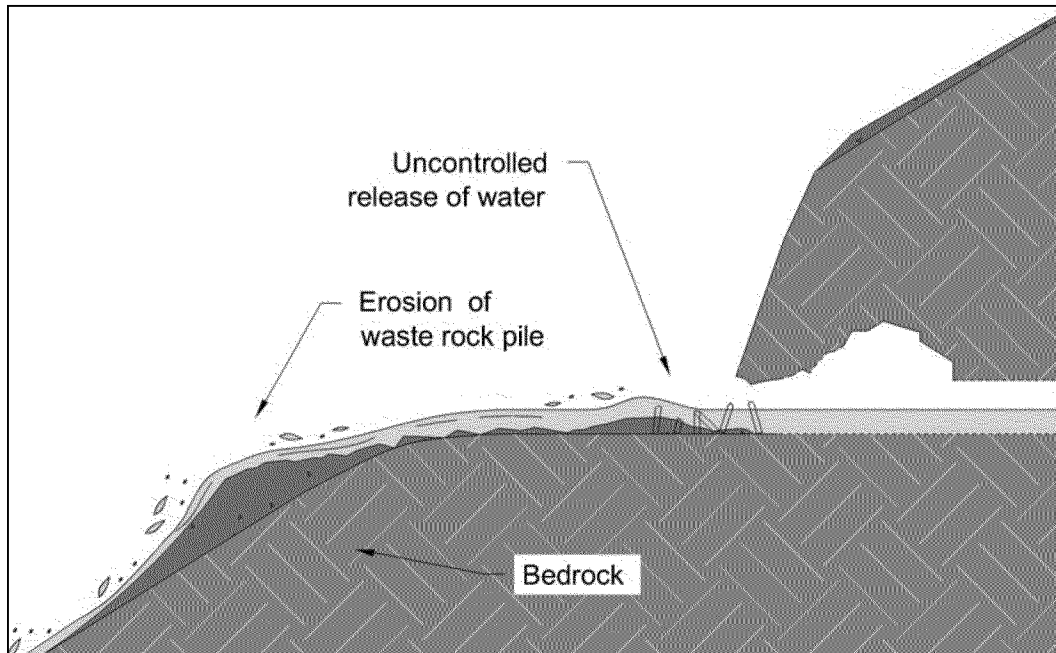 Uncontrolled
release of water
Erosion of
waste rock pile
Bedrock